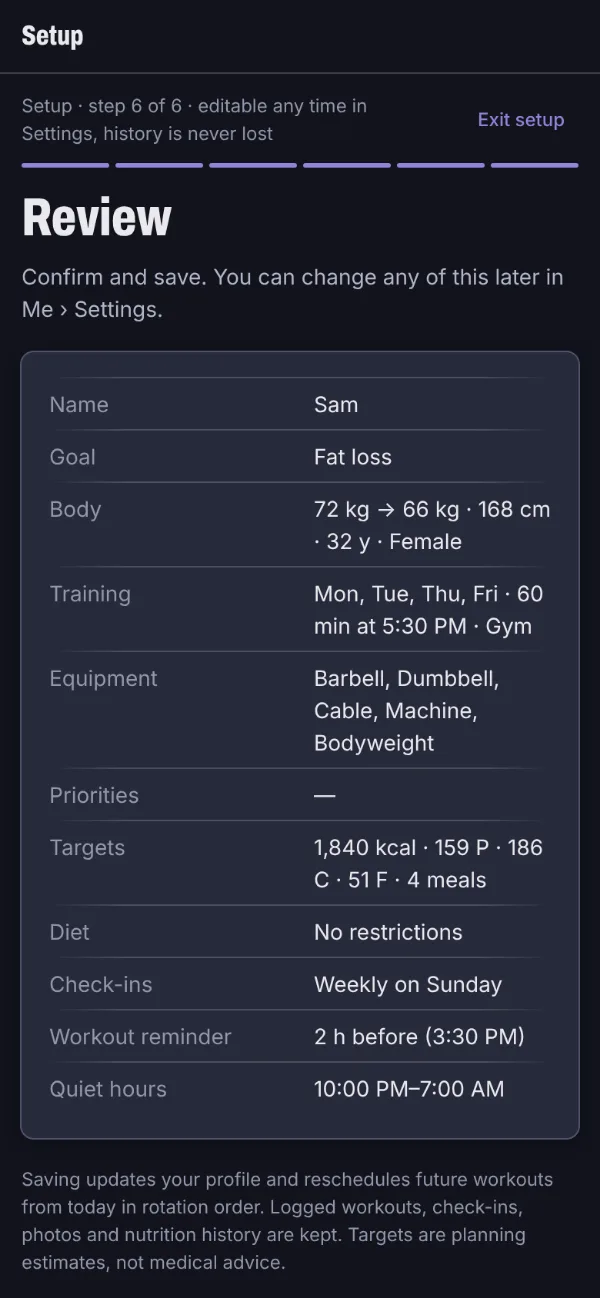 Setup
Setup · step 6 of 6 · editable any time in
Settings, history is never lost
Exit setup
Review
Confirm and save. You can change any of this later in
Me › Settings.
Name Sam
Goal Fat loss
Body 72 kg → 66 kg · 168 cm
· 32 y · Female
Training Mon, Tue, Thu, Fri · 60
min at 5:30 PM · Gym
Equipment Barbell, Dumbbell,
Cable, Machine,
Bodyweight
Priorities —
Targets 1,840 kcal · 159 P · 186
C · 51 F · 4 meals
Diet No restrictions
Check-ins Weekly on Sunday
Workout reminder 2 h before (3:30 PM)
Quiet hours 10:00 PM–7:00 AM
Saving updates your profile and reschedules future workouts
from today in rotation order. Logged workouts, check-ins,
photos and nutrition history are kept. Targets are planning
estimates, not medical advice.